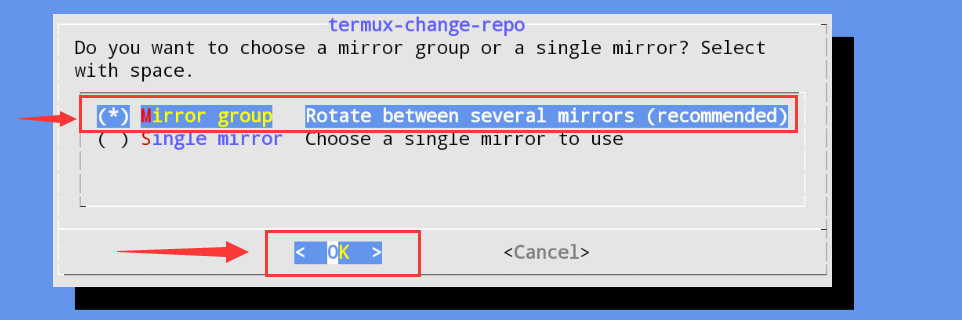 termux-change-repo
Do you want to choose a mirror group or a single mirror? Select
with space.
(*) Mirror group Rotate between several mirrors (recommended)
( ) Single mirror Choose a single mirror to use
< OK > <Cancel>